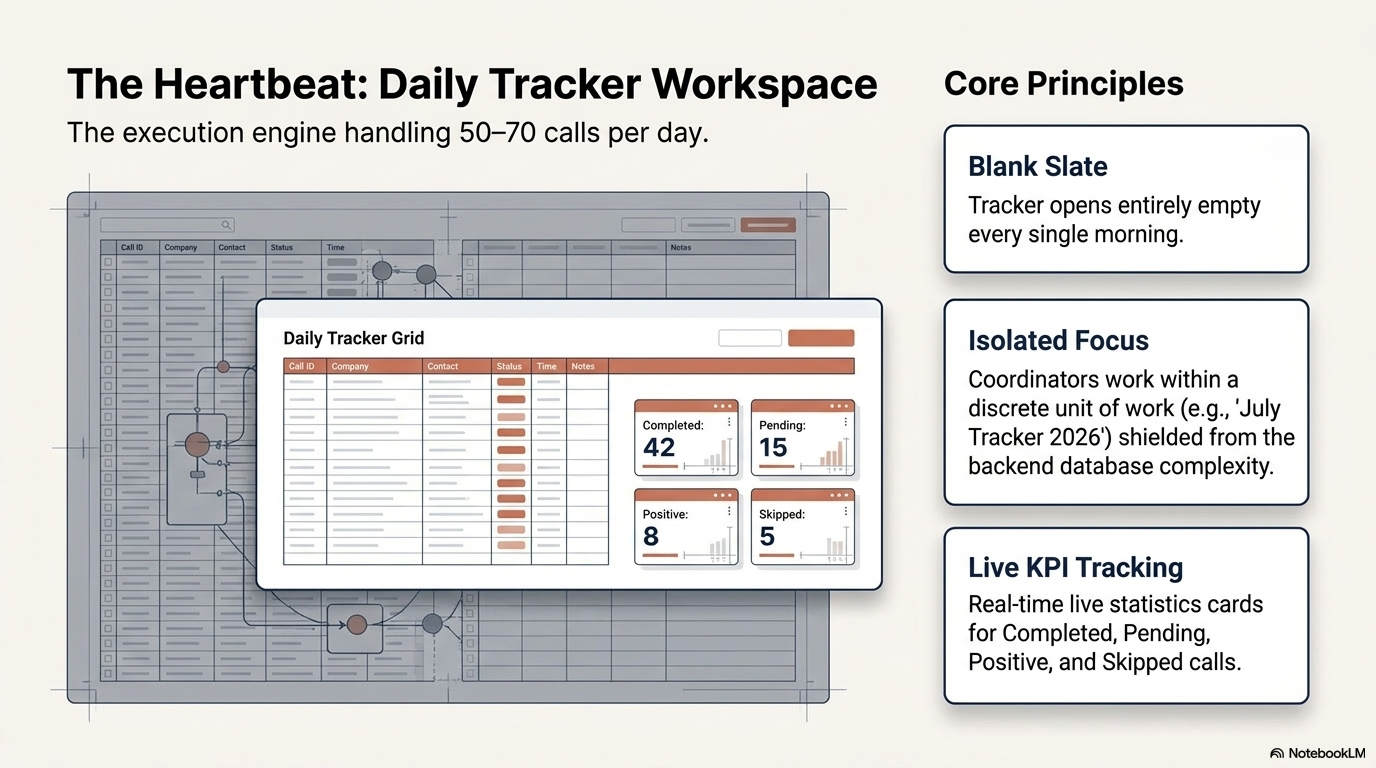 The Heartbeat: Daily Tracker Workspace
The execution engine handling 50–70 calls per day.
Call ID Company Contact Status Time Notes
Daily Tracker Grid
Call ID Company Contact Status Time Notes
Completed:
42
Pending:
15
Positive:
8
Skipped:
5
Core Principles
Blank Slate
Tracker opens entirely empty
every single morning.
Isolated Focus
Coordinators work within a
discrete unit of work (e.g., 'July
Tracker 2026') shielded from the
backend database complexity.
Live KPI Tracking
Real-time live statistics cards
for Completed, Pending,
Positive, and Skipped calls.
NotebookLM